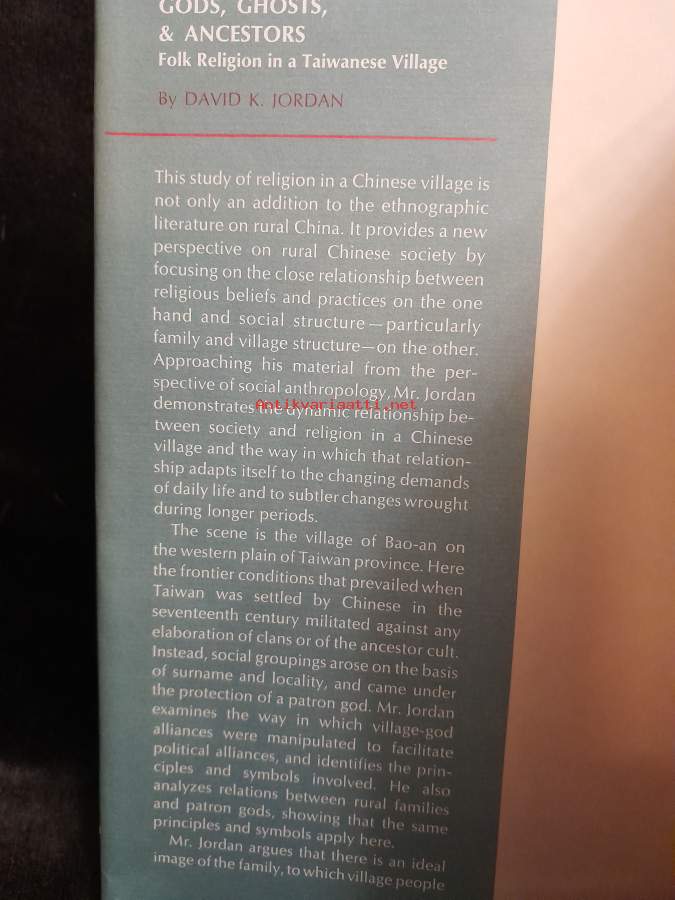 GODS, GHOSTS,
& ANCESTORS
Folk Religion in a Taiwanese Village
By DAVID K. JORDAN
This study of religion in a Chinese village is
not only an addition to the ethnographic
literature on rural China. It provides a new
perspective on rural Chinese society by
focusing on the close relationship between
religious beliefs and practices on the one
hand and social structure—particularly
family and village structure—on the other.
Approaching his material from the per-
spective of social anthropology, Mr. Jordan
demonstrates the dynamic relationship be-
Antikvariaatti.net
tween society and religion in a Chinese
village and the way in which that relation-
ship adapts itself to the changing demands
of daily life and to subtler changes wrought
during longer periods.
The scene is the village of Bao-an on
the western plain of Taiwan province. Here
the frontier conditions that prevailed when
Taiwan was settled by Chinese in the
seventeenth century militated against any
elaboration of clans or of the ancestor cult.
Instead, social groupings arose on the basis
of surname and locality, and came under
the protection of a patron god. Mr. Jordan
examines the way in which village-god
alliances were manipulated to facilitate
political alliances, and identifies the prin-
ciples and symbols involved. He also
analyzes relations between rural families
and patron gods, showing that the same
principles and symbols apply here.
Mr. Jordan argues that there is an ideal
image of the family, to which village people